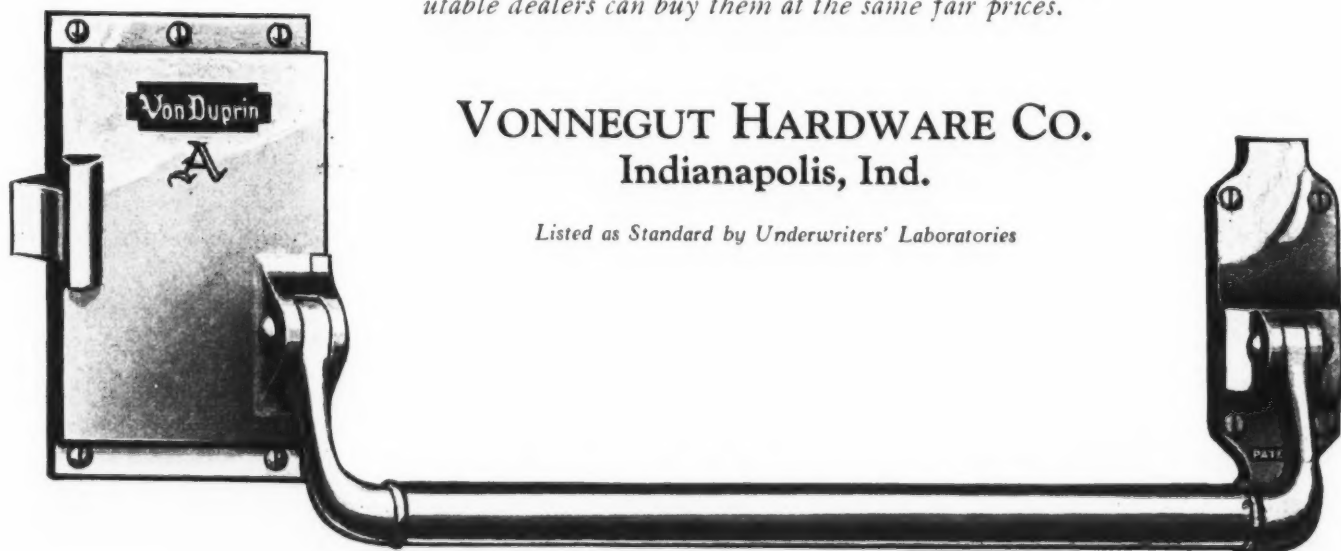 utable dealers can buy them at the same fair prices.
Von Duprin
A
VONNEGUT HARDWARE CO.
Indianapolis, Ind.
Listed as Standard by Underwriters' Laboratories
PAT